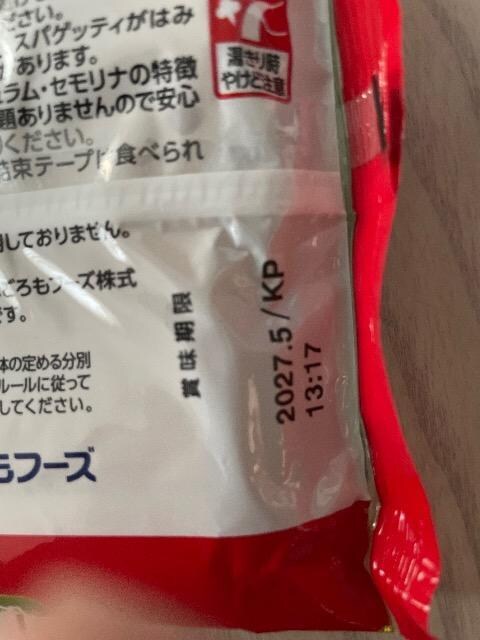 ださい。
スパゲッティがはみ
あります。
ラム・セモリナの特徴
題ありませんので安心
ください。
結束テープは食べられ
湯きり時
やけど注意
用しておりません。
ごろもフーズ株式
です。
体の定める分別
ルールに従って
してください。
もフーズ
賞味期限
2027.5/KP
13:17